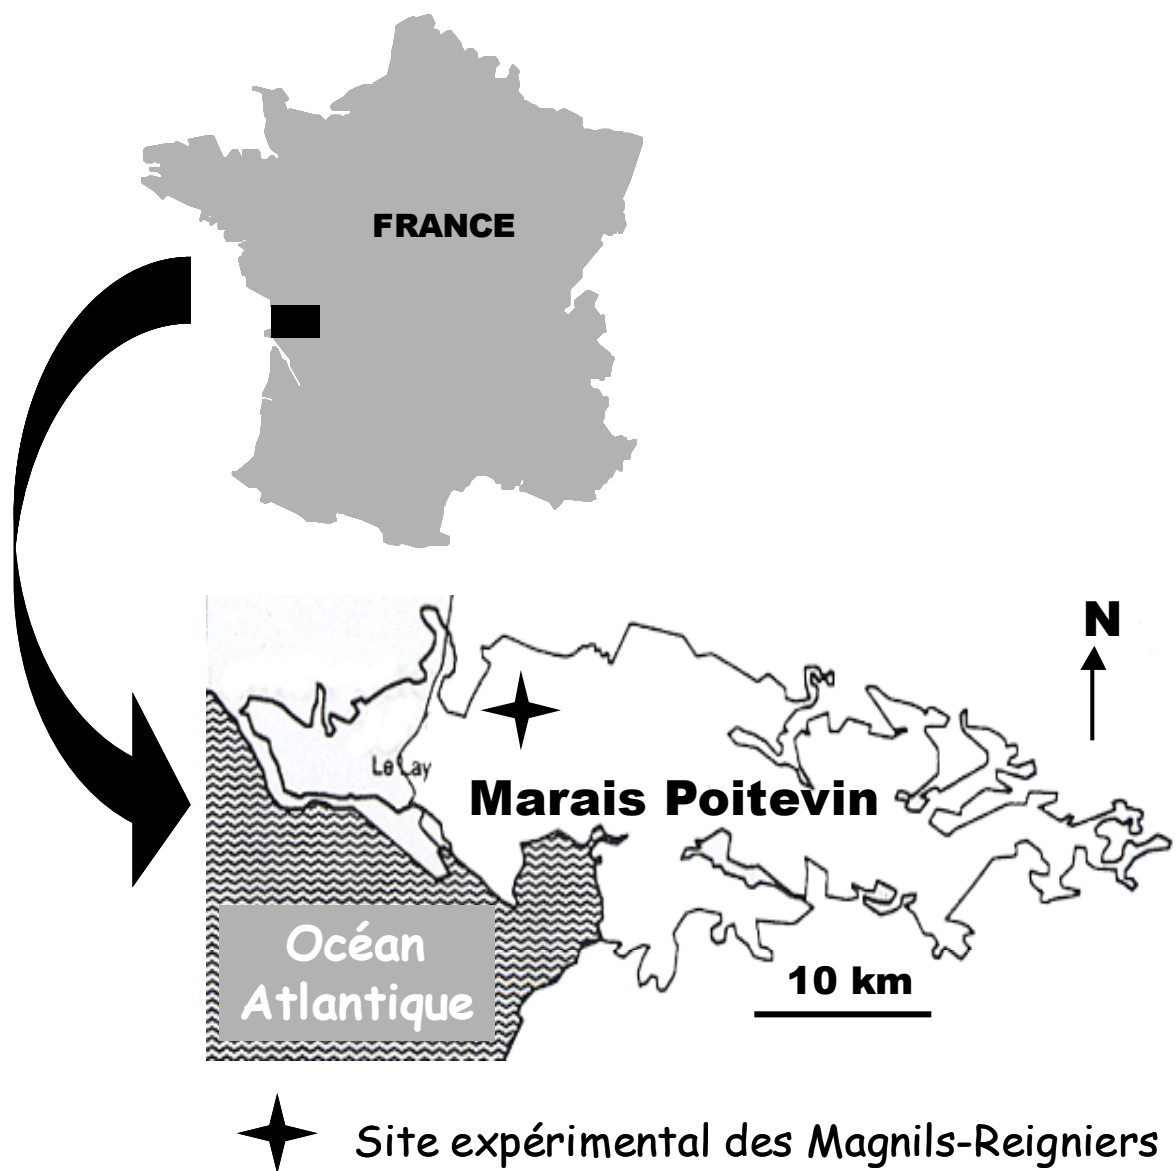 FRANCE
N
Le Lay
Marais Poitevin
Océan
Atlantique
10 km
Site expérimental des Magnils-Reigniers